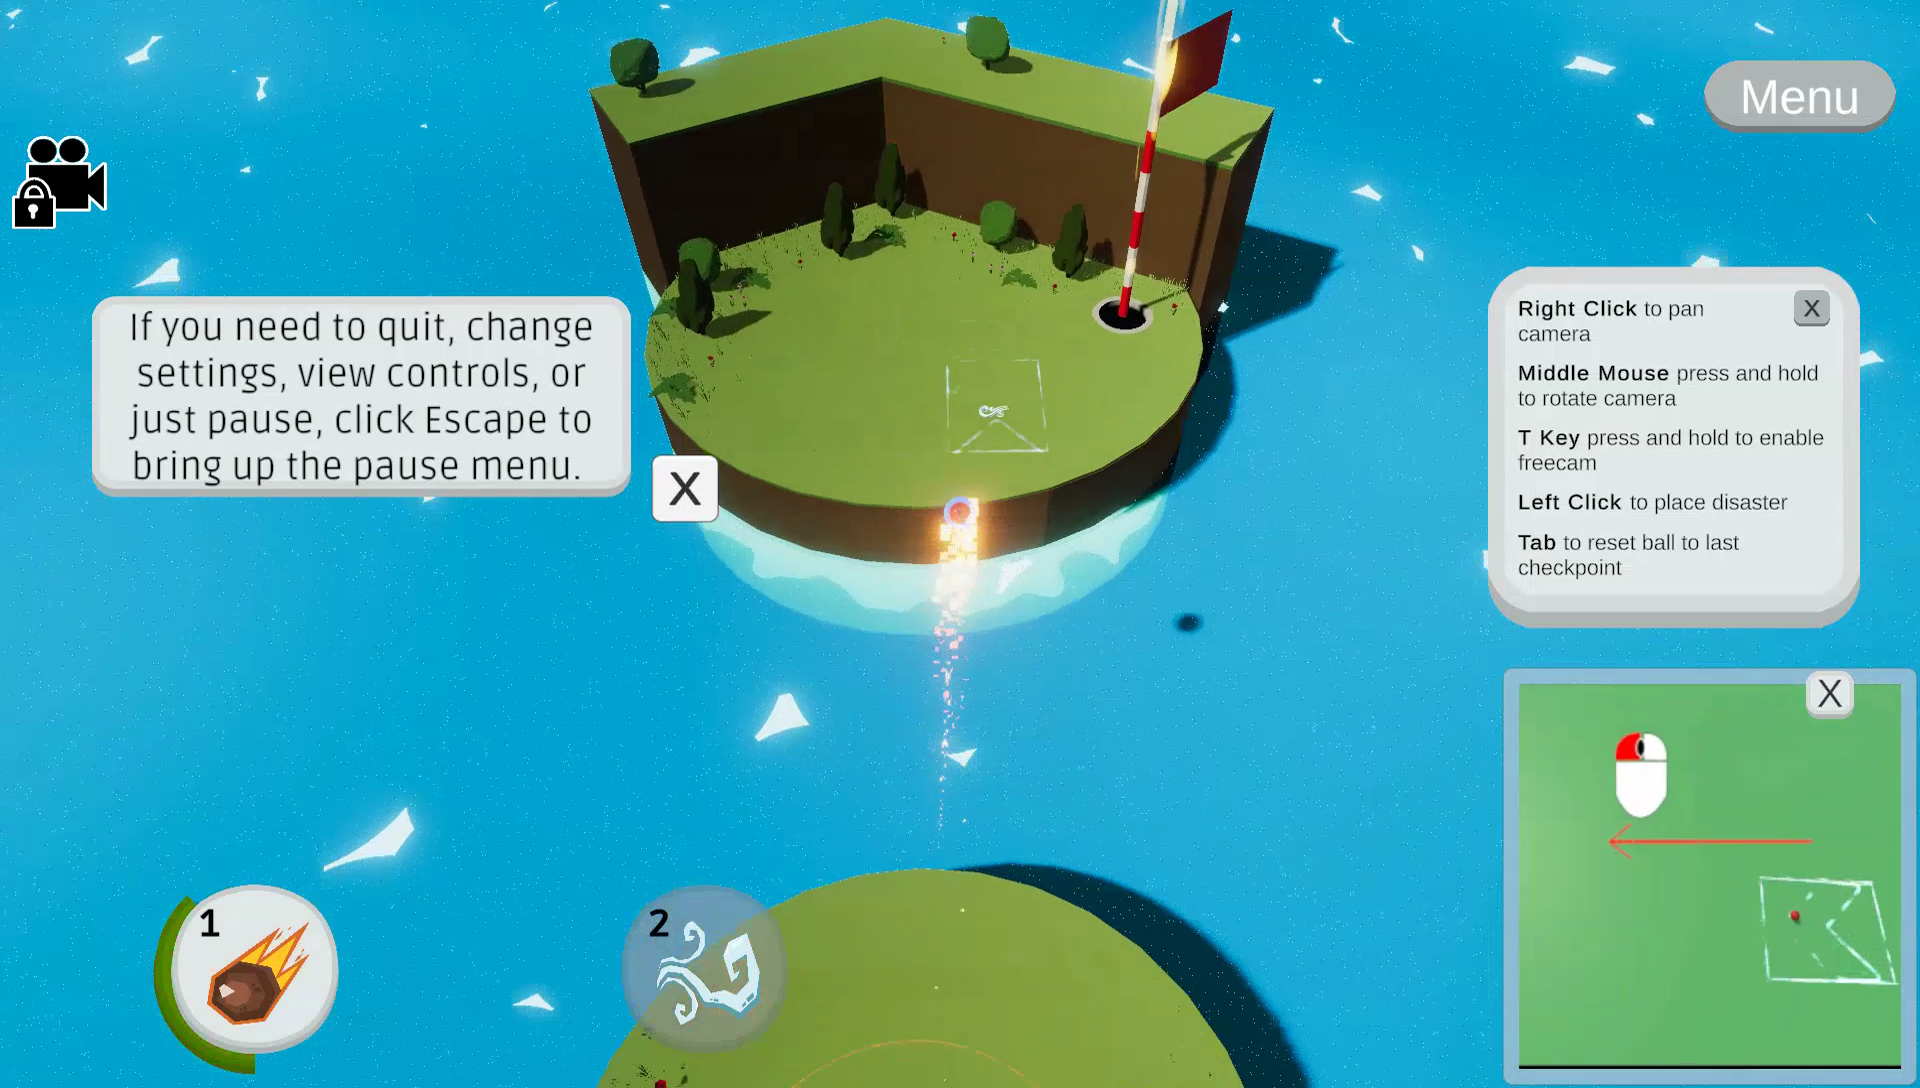 Menu
If you need to quit, change
settings, view controls, or
just pause, click Escape to
bring up the pause menu.
X
Right Click to pan
camera
X
Middle Mouse press and hold
to rotate camera
T Key press and hold to enable
freecam
Left Click to place disaster
Tab to reset ball to last
checkpoint
X
1
2